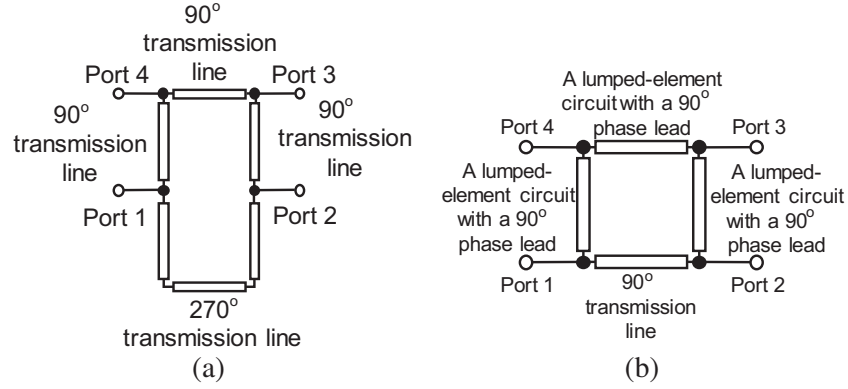 90°
transmission
line
Port 4
Port 3
90°
transmission
line
90°
transmission
line
Port 1
Port 2
270°
transmission line
(a)
A lumped-element
circuit with a 90°
phase lead
Port 4
Port 3
A lumped-
element circuit
with a 90°
phase lead
A lumped-
element circuit
with a 90°
phase lead
Port 1
Port 2
90°
transmission
line
(b)